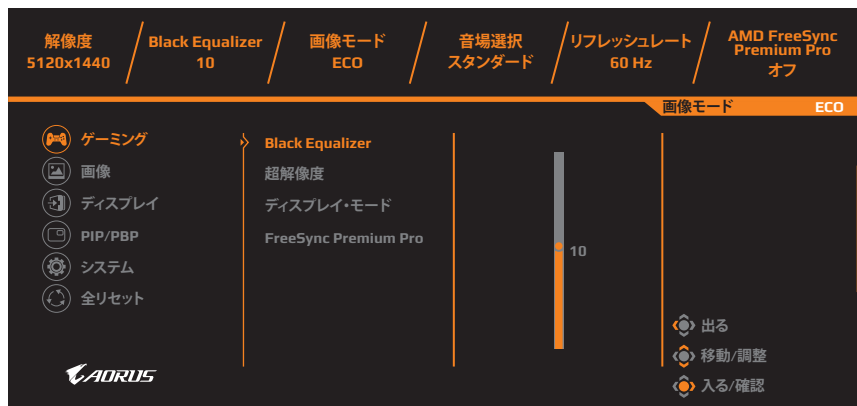 解像度
5120x1440
Black Equalizer
10
画像モード
ECO
音場選択
スタンダード
リフレッシュレート
60 Hz
AMD FreeSync
Premium Pro
オフ
画像モード ECO
ゲーミング
画像
ディスプレイ
PIP/PBP
システム
全リセット
Black Equalizer
超解像度
ディスプレイ・モード
FreeSync Premium Pro
10
出る
移動/調整
入る/確認
AORUS